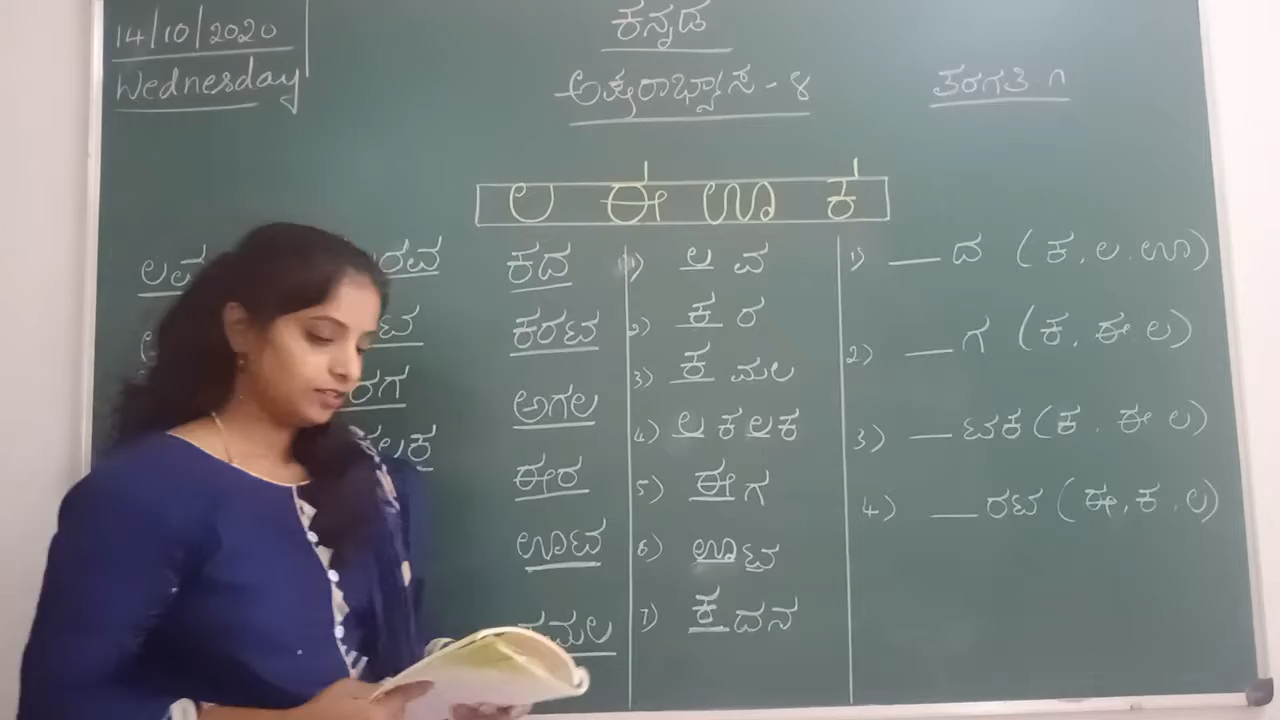 14/10/2020
Wednesday
ಕನ್ನಡ
ಅಕ್ಷರಾಭ್ಯಾಸ - ೪
ತರಗತಿ - ೧
ಲ ಈ ಊ ಕ
ಕದ
ಕರಟ
ಅಗಲ
ಈರ
ಊಟ
1) ಲ ವ
2) ಕ ರ
3) ಕ ಮಲ
4) ಲ ಕ ಲ ಕ
5) ಈ ಗ
6) ಊ ಟ
7) ಕ ದನ
1) __ ದ (ಕ, ಲ, ಊ)
2) __ ಗ (ಕ, ಈ ಲ)
3) __ ಟಕ (ಕ, ಈ ಲ)
4) __ ರಟ (ಈ, ಕ, ಲ)